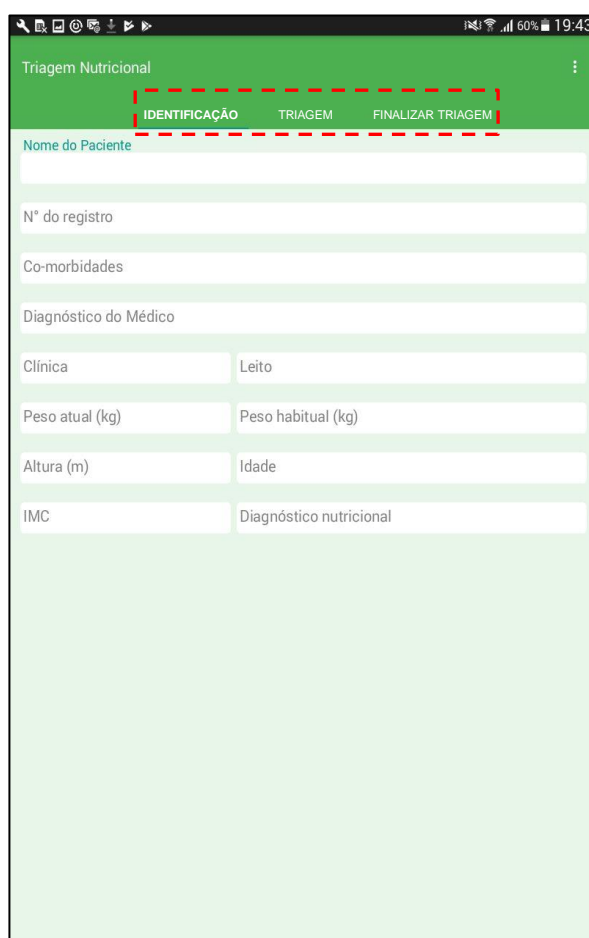 60% 19:43
Triagem Nutricional
IDENTIFICAÇÃO TRIAGEM FINALIZAR TRIAGEM
Nome do Paciente
N° do registro
Co-morbidades
Diagnóstico do Médico
Clínica Leito
Peso atual (kg) Peso habitual (kg)
Altura (m) Idade
IMC Diagnóstico nutricional